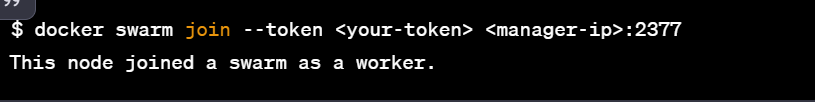 $ docker swarm join --token <your-token> <manager-ip>:2377
This node joined a swarm as a worker.